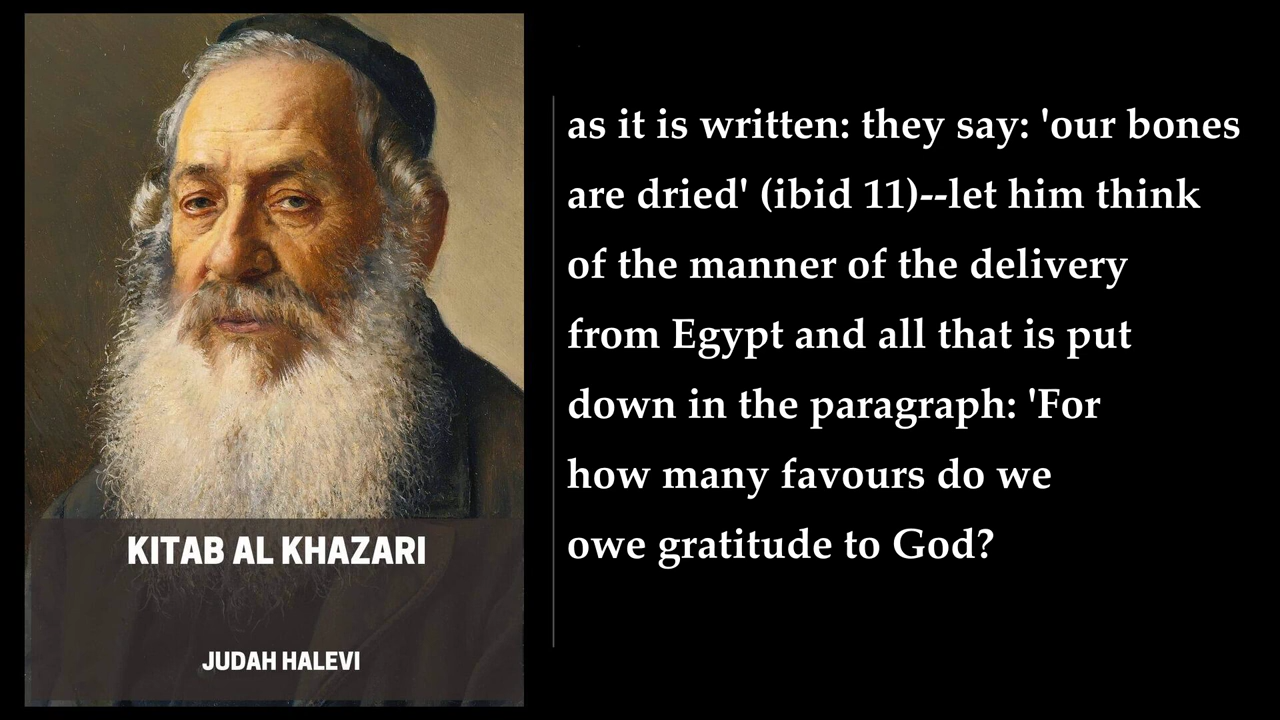 KITAB AL KHAZARI
JUDAH HALEVI
as it is written: they say: 'our bones
are dried' (ibid 11)--let him think
of the manner of the delivery
from Egypt and all that is put
down in the paragraph: 'For
how many favours do we
owe gratitude to God?